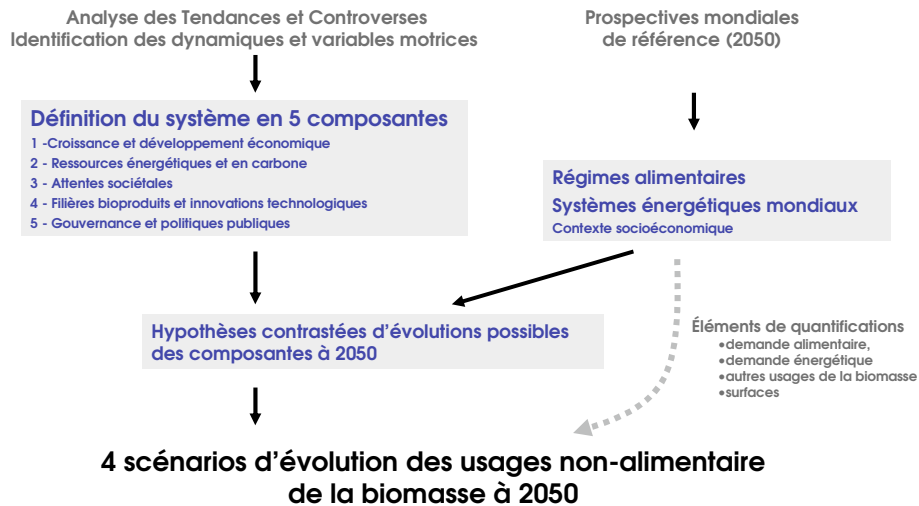 Analyse des Tendances et Controverses
Identification des dynamiques et variables motrices
Prospectives mondiales
de référence (2050)
Définition du système en 5 composantes
1 -Croissance et développement économique
2 - Ressources énergétiques et en carbone
3 - Attentes sociétales
4 - Filières bioproduits et innovations technologiques
5 - Gouvernance et politiques publiques
Régimes alimentaires
Systèmes énergétiques mondiaux
Contexte socioéconomique
Hypothèses contrastées d'évolutions possibles
des composantes à 2050
Éléments de quantifications
•demande alimentaire,
•demande énergétique
•autres usages de la biomasse
•surfaces
4 scénarios d'évolution des usages non-alimentaire
de la biomasse à 2050